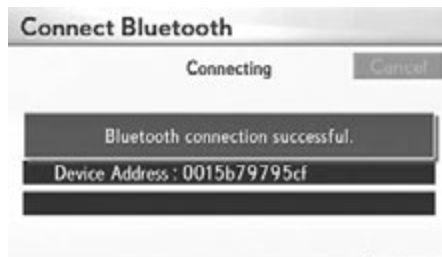 Connect Bluetooth
Connecting
Cancel
Bluetooth connection successful.
Device Address : 0015b79795cf